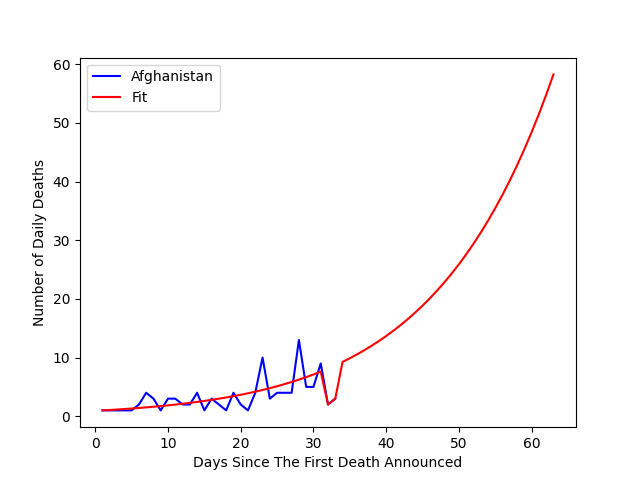 Afghanistan
Fit
Number of Daily Deaths
60
50
40
30
20
10
0
0 10 20 30 40 50 60
Days Since The First Death Announced